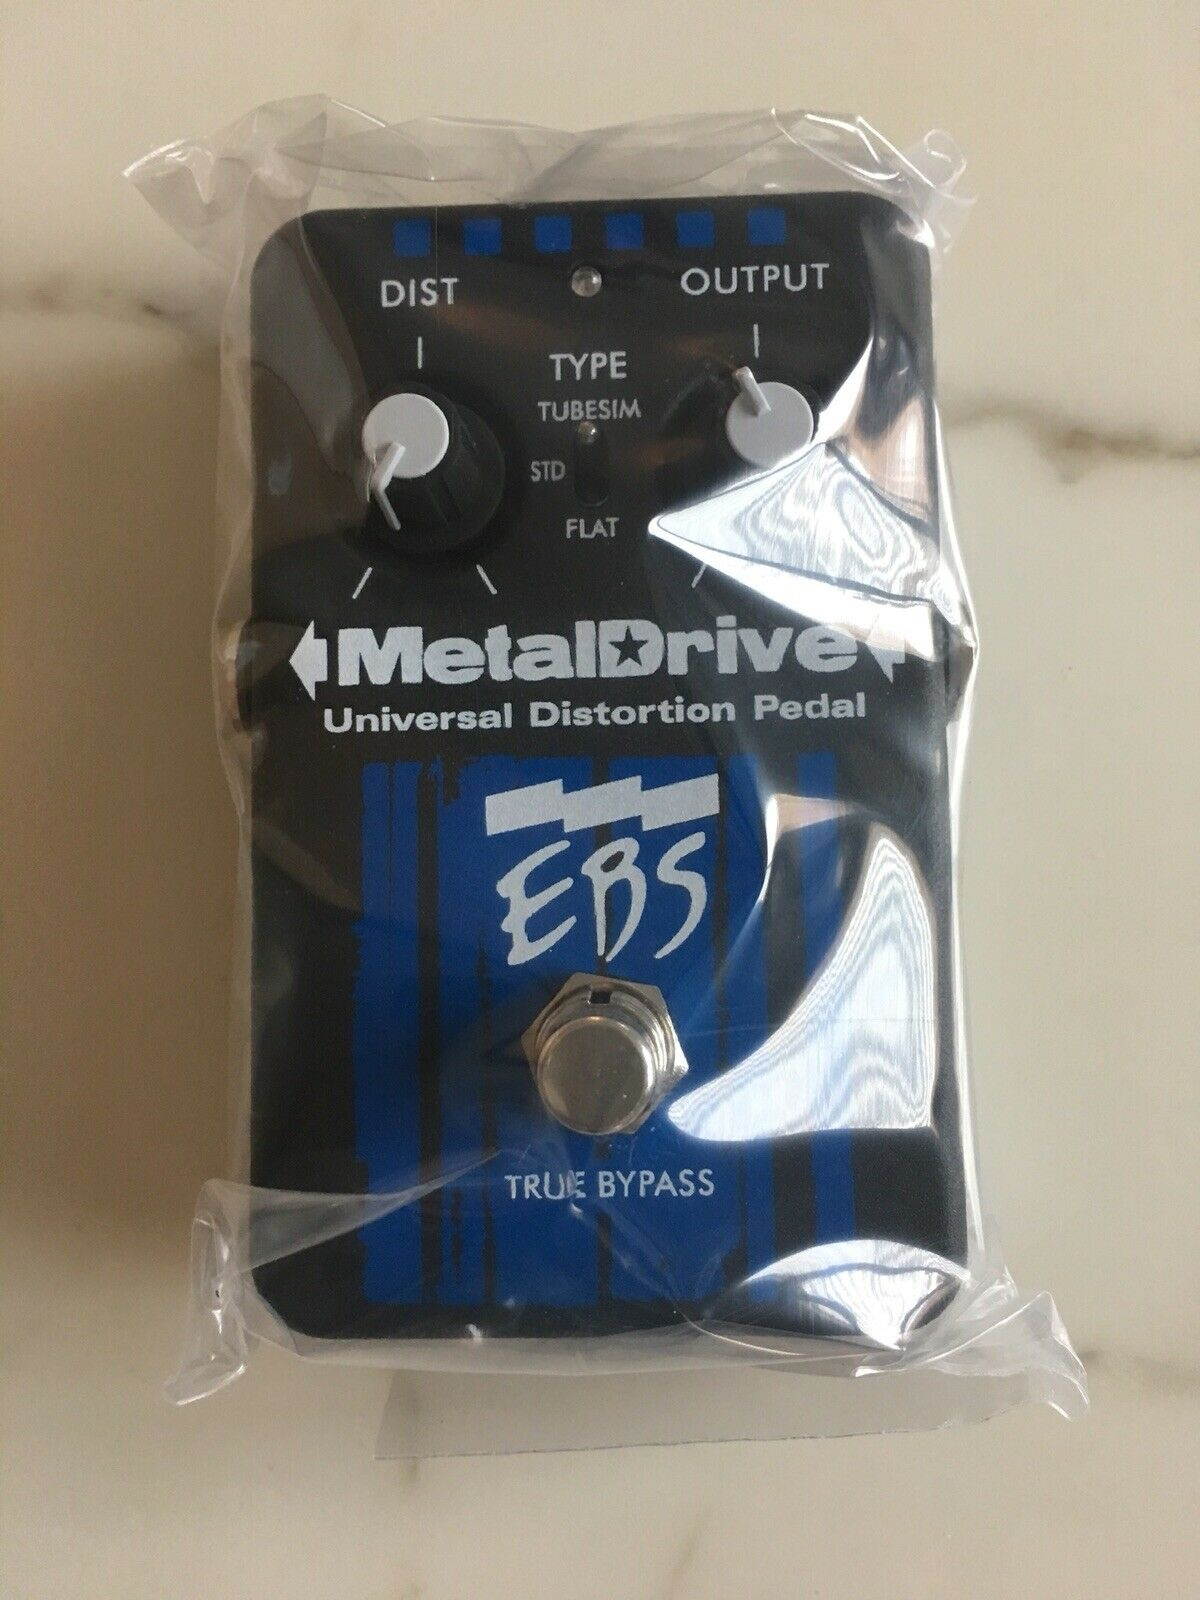 DIST
OUTPUT
TYPE
TUBESIM
STD
FLAT
MetalDrive
Universal Distortion Pedal
EBS
TRUE BYPASS